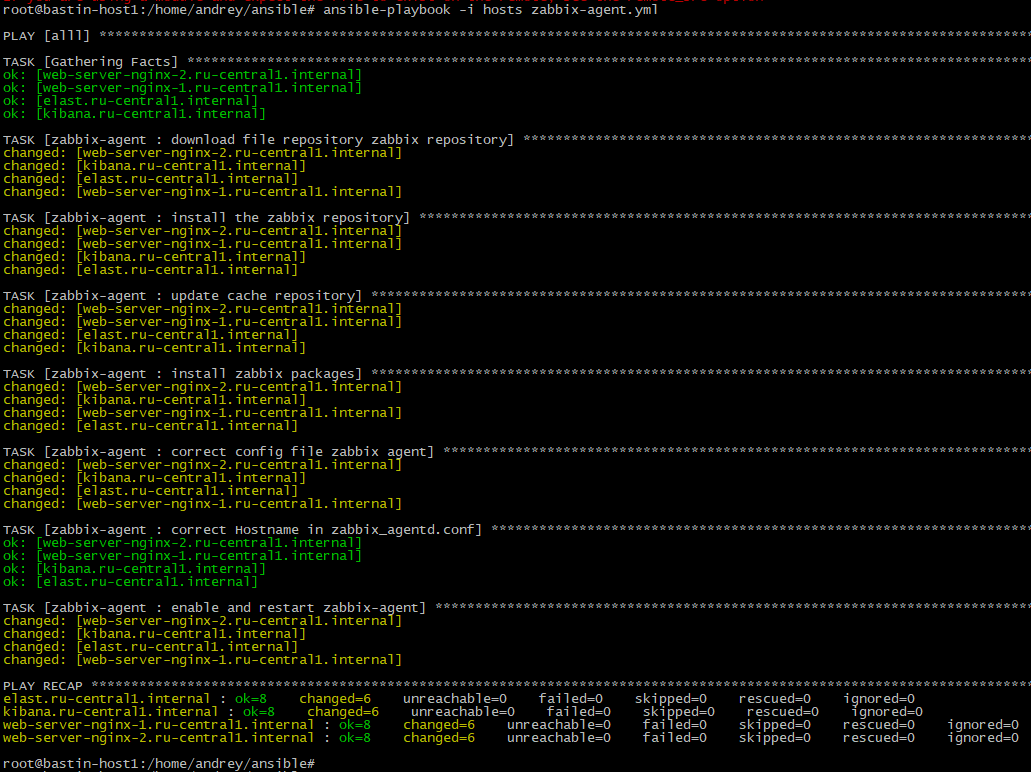 root@bastin-host1:/home/andrey/ansible# ansible-playbook -i hosts zabbix-agent.yml
PLAY [alll] *********************************************************************************************************************
TASK [Gathering Facts] **********************************************************************************************************
ok: [web-server-nginx-2.ru-central1.internal]
ok: [web-server-nginx-1.ru-central1.internal]
ok: [elast.ru-central1.internal]
ok: [kibana.ru-central1.internal]
TASK [zabbix-agent : download file repository zabbix repository] ****************************************************************
changed: [web-server-nginx-2.ru-central1.internal]
changed: [kibana.ru-central1.internal]
changed: [elast.ru-central1.internal]
changed: [web-server-nginx-1.ru-central1.internal]
TASK [zabbix-agent : install the zabbix repository] *****************************************************************************
changed: [web-server-nginx-2.ru-central1.internal]
changed: [web-server-nginx-1.ru-central1.internal]
changed: [kibana.ru-central1.internal]
changed: [elast.ru-central1.internal]
TASK [zabbix-agent : update cache repository] ***********************************************************************************
changed: [web-server-nginx-2.ru-central1.internal]
changed: [web-server-nginx-1.ru-central1.internal]
changed: [elast.ru-central1.internal]
changed: [kibana.ru-central1.internal]
TASK [zabbix-agent : install zabbix packages] ***********************************************************************************
changed: [web-server-nginx-2.ru-central1.internal]
changed: [kibana.ru-central1.internal]
changed: [web-server-nginx-1.ru-central1.internal]
changed: [elast.ru-central1.internal]
TASK [zabbix-agent : correct config file zabbix agent] **************************************************************************
changed: [web-server-nginx-2.ru-central1.internal]
changed: [kibana.ru-central1.internal]
changed: [elast.ru-central1.internal]
changed: [web-server-nginx-1.ru-central1.internal]
TASK [zabbix-agent : correct Hostname in zabbix_agentd.conf] ********************************************************************
ok: [web-server-nginx-2.ru-central1.internal]
ok: [web-server-nginx-1.ru-central1.internal]
ok: [kibana.ru-central1.internal]
ok: [elast.ru-central1.internal]
TASK [zabbix-agent : enable and restart zabbix-agent] ***************************************************************************
changed: [web-server-nginx-2.ru-central1.internal]
changed: [kibana.ru-central1.internal]
changed: [elast.ru-central1.internal]
changed: [web-server-nginx-1.ru-central1.internal]
PLAY RECAP **********************************************************************************************************************
elast.ru-central1.internal : ok=8    changed=6    unreachable=0    failed=0    skipped=0    rescued=0    ignored=0
kibana.ru-central1.internal : ok=8    changed=6    unreachable=0    failed=0    skipped=0    rescued=0    ignored=0
web-server-nginx-1.ru-central1.internal : ok=8    changed=6    unreachable=0    failed=0    skipped=0    rescued=0    ignored=0
web-server-nginx-2.ru-central1.internal : ok=8    changed=6    unreachable=0    failed=0    skipped=0    rescued=0    ignored=0
root@bastin-host1:/home/andrey/ansible#